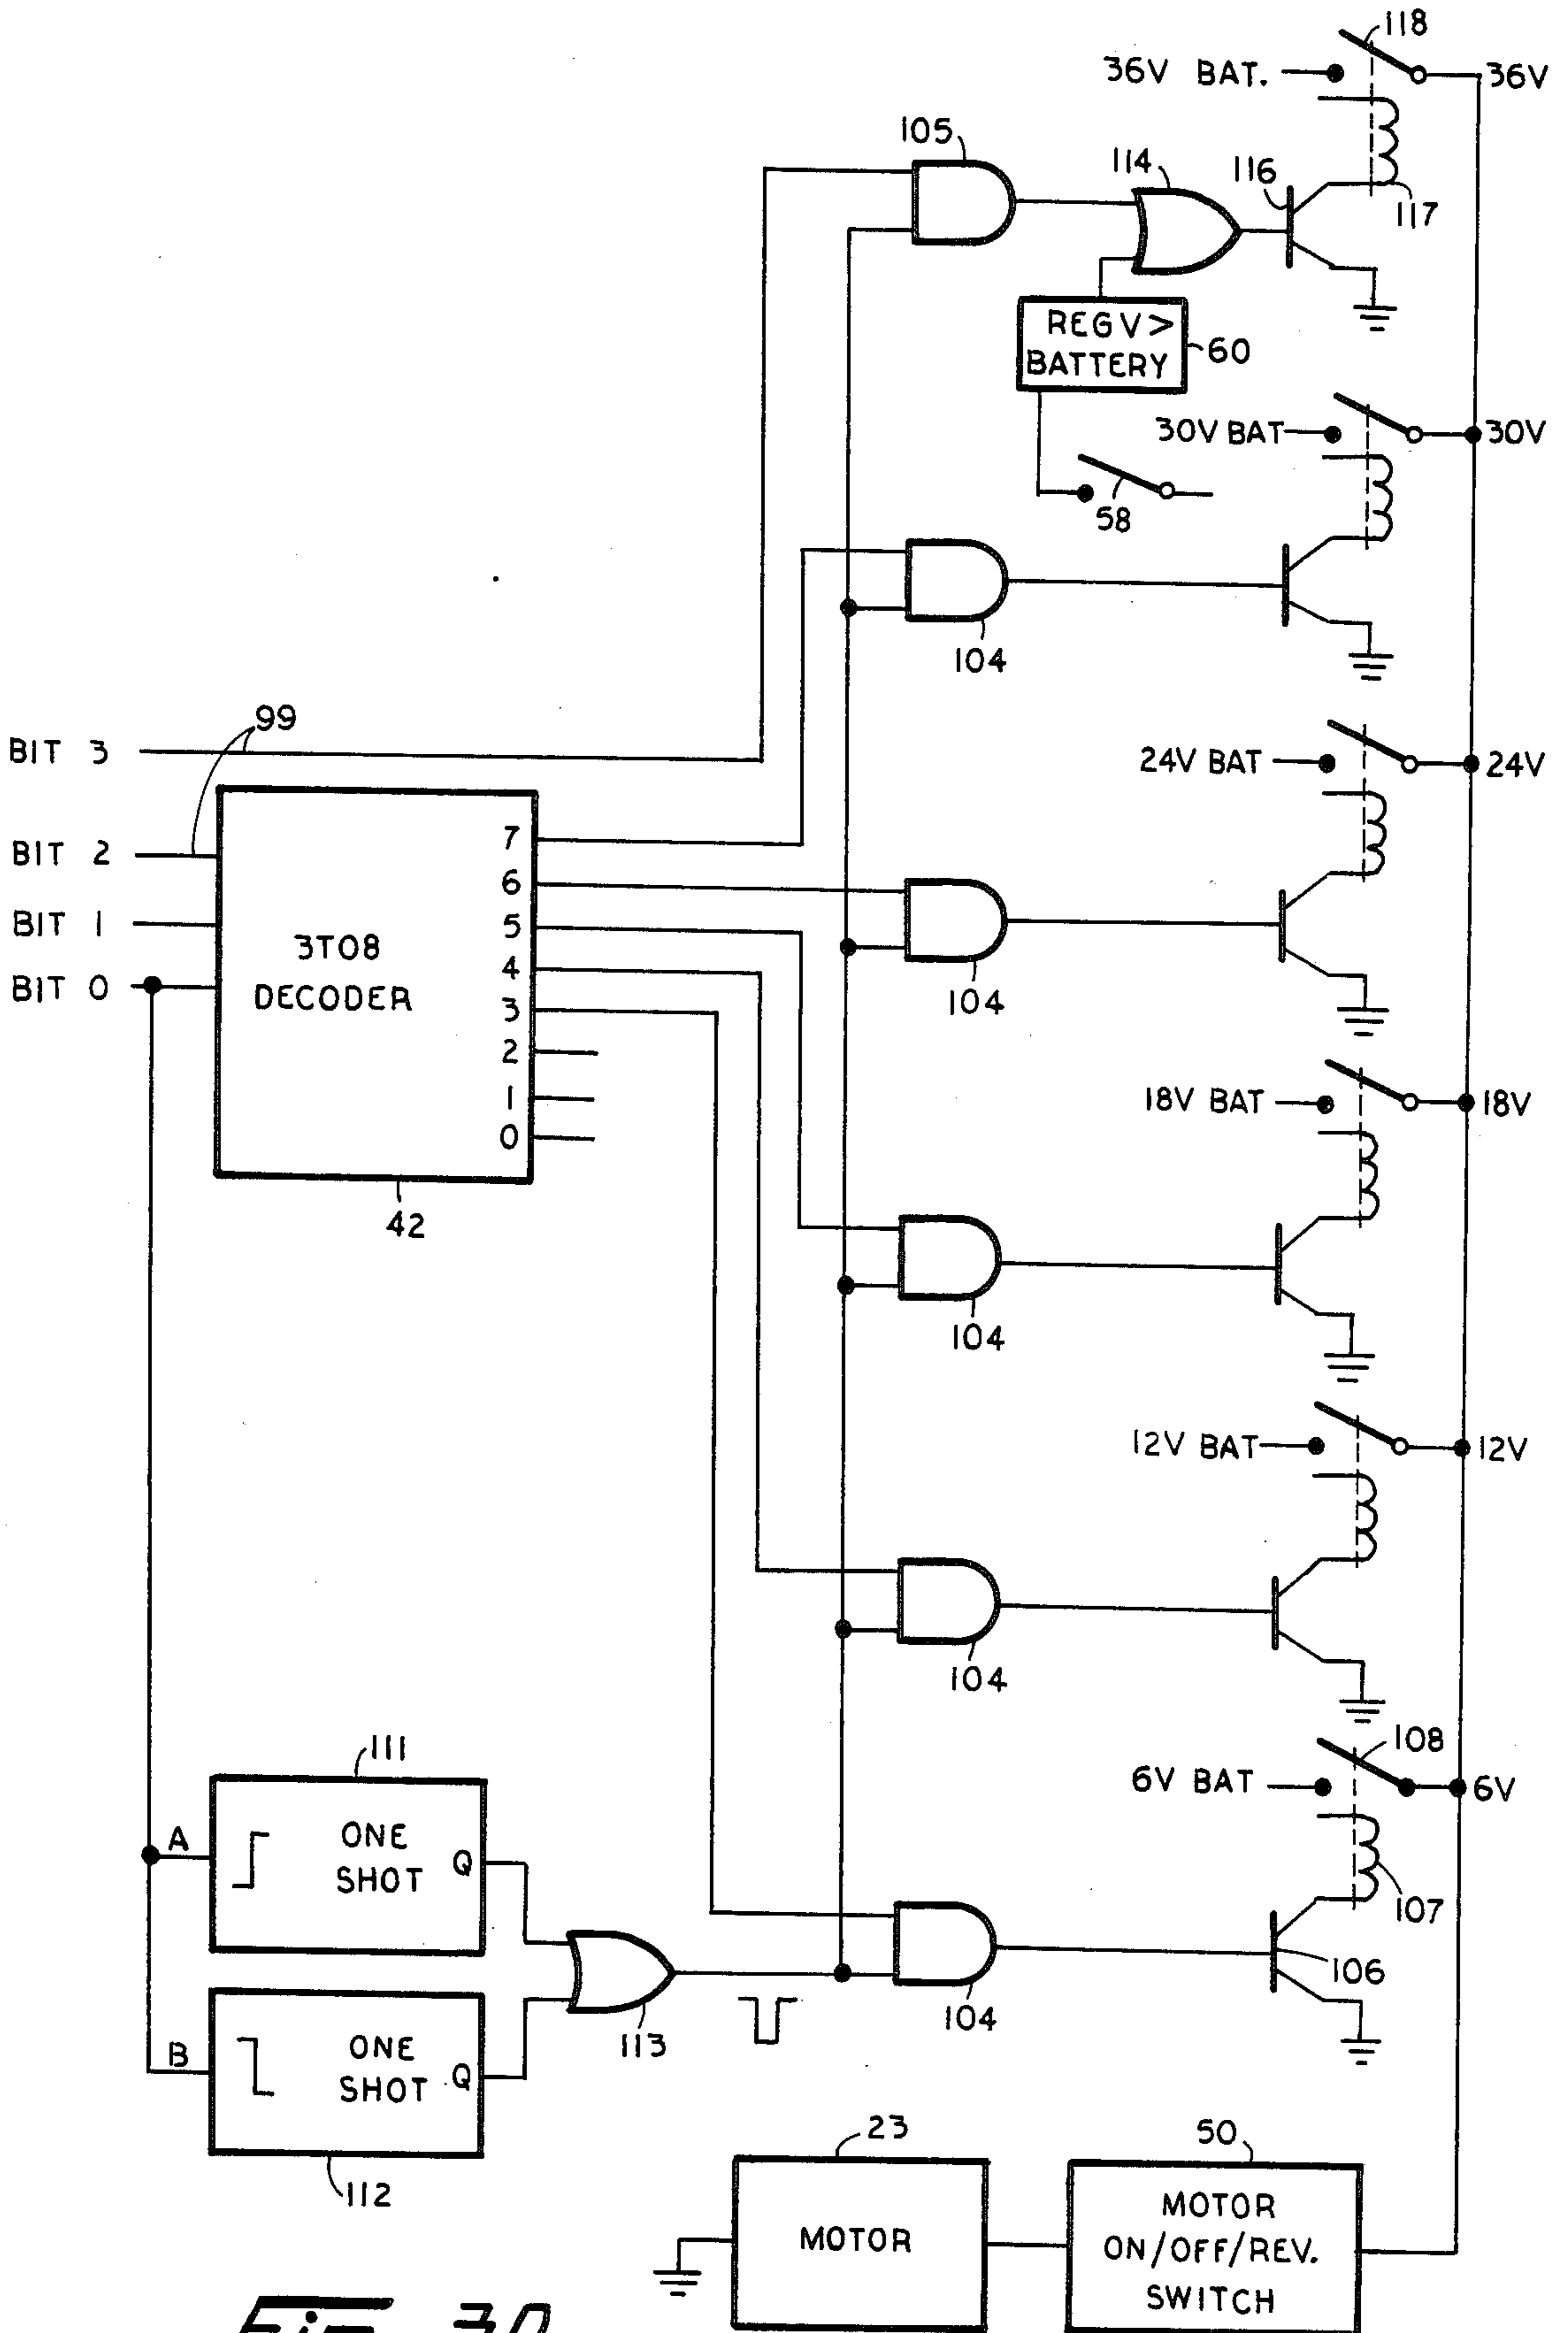 118
36V BAT.
36V
105
114
116
117
REG V >
BATTERY
60
30V BAT
30V
58
104
99
BIT 3
24V BAT
24V
BIT 2
7
6
BIT 1
5
3TO8
DECODER
4
BIT 0
3
104
2
1
0
18V BAT
18V
42
104
12V BAT
12V
104
111
108
6V BAT
6V
A
ONE
SHOT
Q
107
106
104
113
B
ONE
SHOT
Q
112
23
50
MOTOR
MOTOR
ON/OFF/REV.
SWITCH